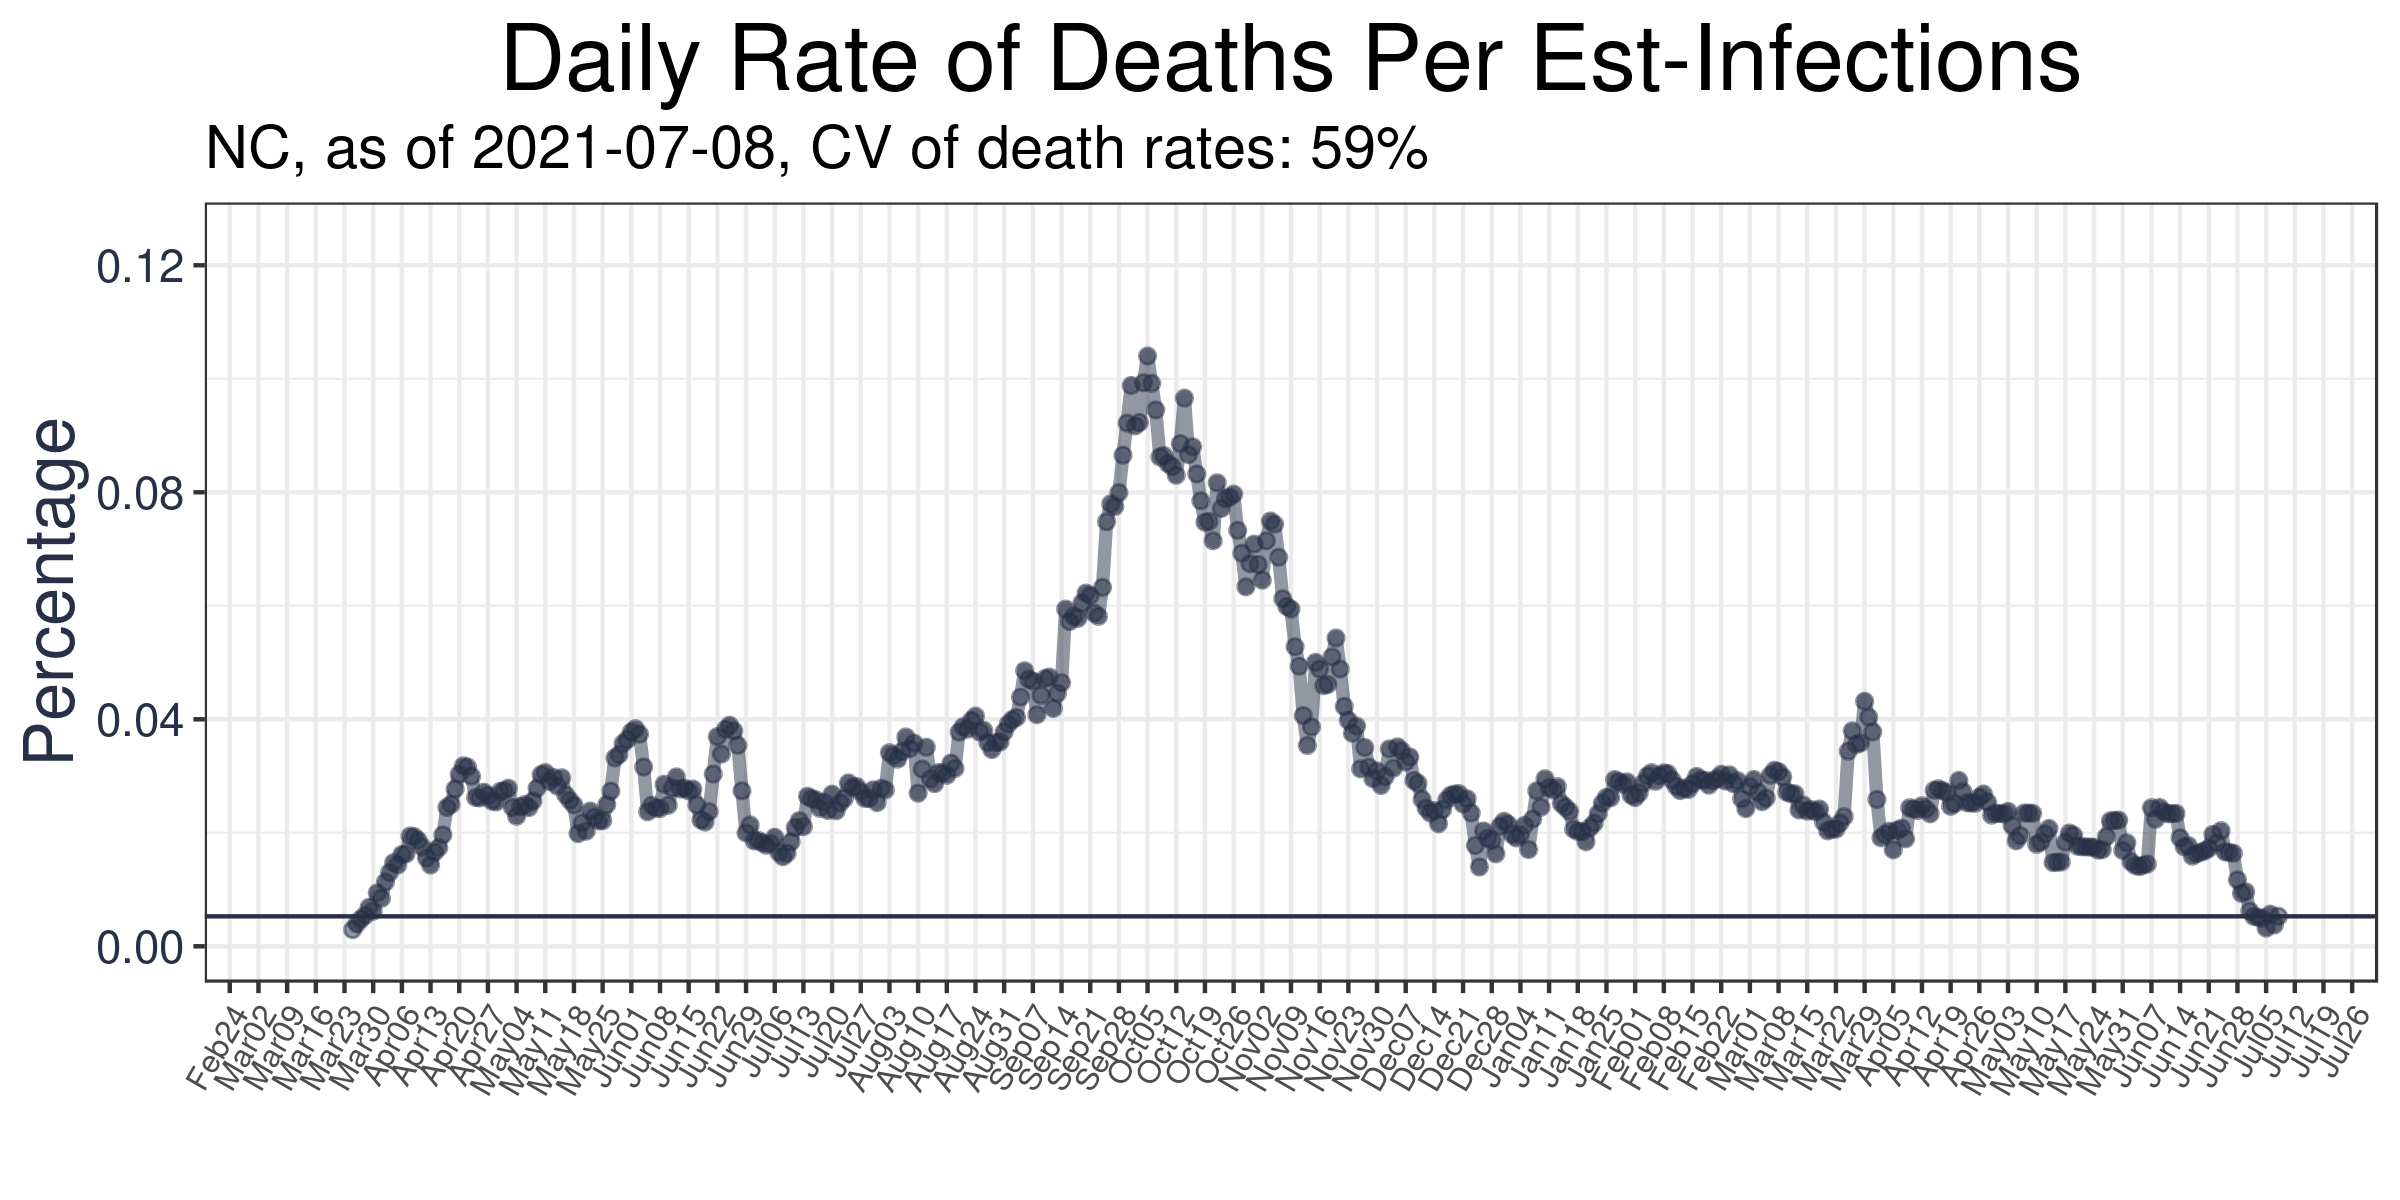 Daily Rate of Deaths Per Est-Infections
NC, as of 2021-07-08, CV of death rates: 59%
Percentage
0.12
0.08
0.04
0.00
Feb24
Mar02
Mar09
Mar16
Mar23
Mar30
Apr06
Apr13
Apr20
Apr27
May04
May11
May18
May25
Jun01
Jun08
Jun15
Jun22
Jun29
Jul06
Jul13
Jul20
Jul27
Aug03
Aug10
Aug17
Aug24
Aug31
Sep07
Sep14
Sep21
Sep28
Oct05
Oct12
Oct19
Oct26
Nov02
Nov09
Nov16
Nov23
Nov30
Dec07
Dec14
Dec21
Dec28
Jan04
Jan11
Jan18
Jan25
Feb01
Feb08
Feb15
Feb22
Mar01
Mar08
Mar15
Mar22
Mar29
Apr05
Apr12
Apr19
Apr26
May03
May10
May17
May24
May31
Jun07
Jun14
Jun21
Jun28
Jul05
Jul12
Jul19
Jul26